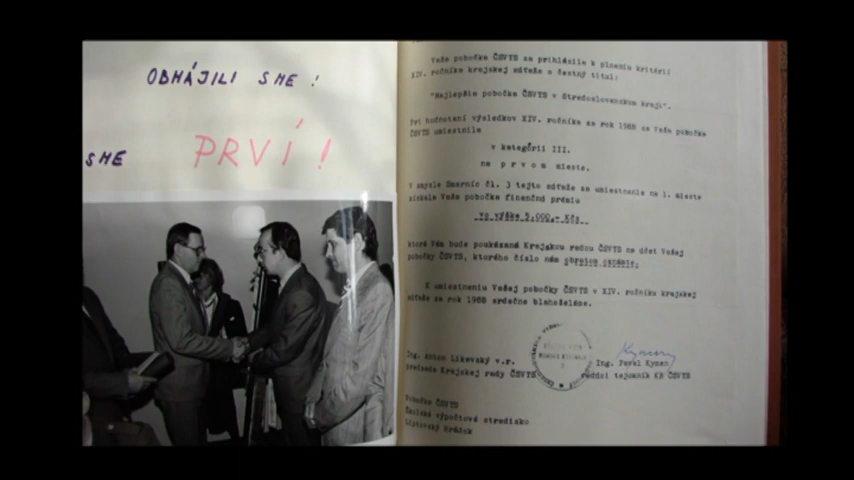 OBHÁJILI SME !
SME PRVÍ !
Vaša pobočka ČSVTS sa prihlásila k plneniu kritérií
XIV. ročníka krajskej súťaže o čestný titul:
"Najlepšia pobočka ČSVTS v Stredoslovenskom kraji".
Pri hodnotení výsledkov XIV. ročníka za rok 1988 sa Vaša pobočka
ČSVTS umiestnila
v kategórii III.
na prvom mieste.
V zmysle Smerníc čl. 3 tejto súťaže za umiestnenie na 1. mieste
získala Vaša pobočka finančnú prémiu
vo výške 5.000,- Kčs
ktorá Vám bude poukázaná Krajskou radou ČSVTS na účet Vašej
pobočky ČSVTS, ktorého číslo nám obratom oznámte.
K umiestneniu Vašej pobočky ČSVTS v XIV. ročníku krajskej
súťaže za rok 1988 srdečne blahoželáme.
Ing. Anton Likavský v.r.
predseda Krajskej rady ČSVTS
Ing. Pavel Kyzen
vedúci tajomník KR ČSVTS
Pobočka ČSVTS
Školské výpočtové stredisko
Liptovský Hrádok